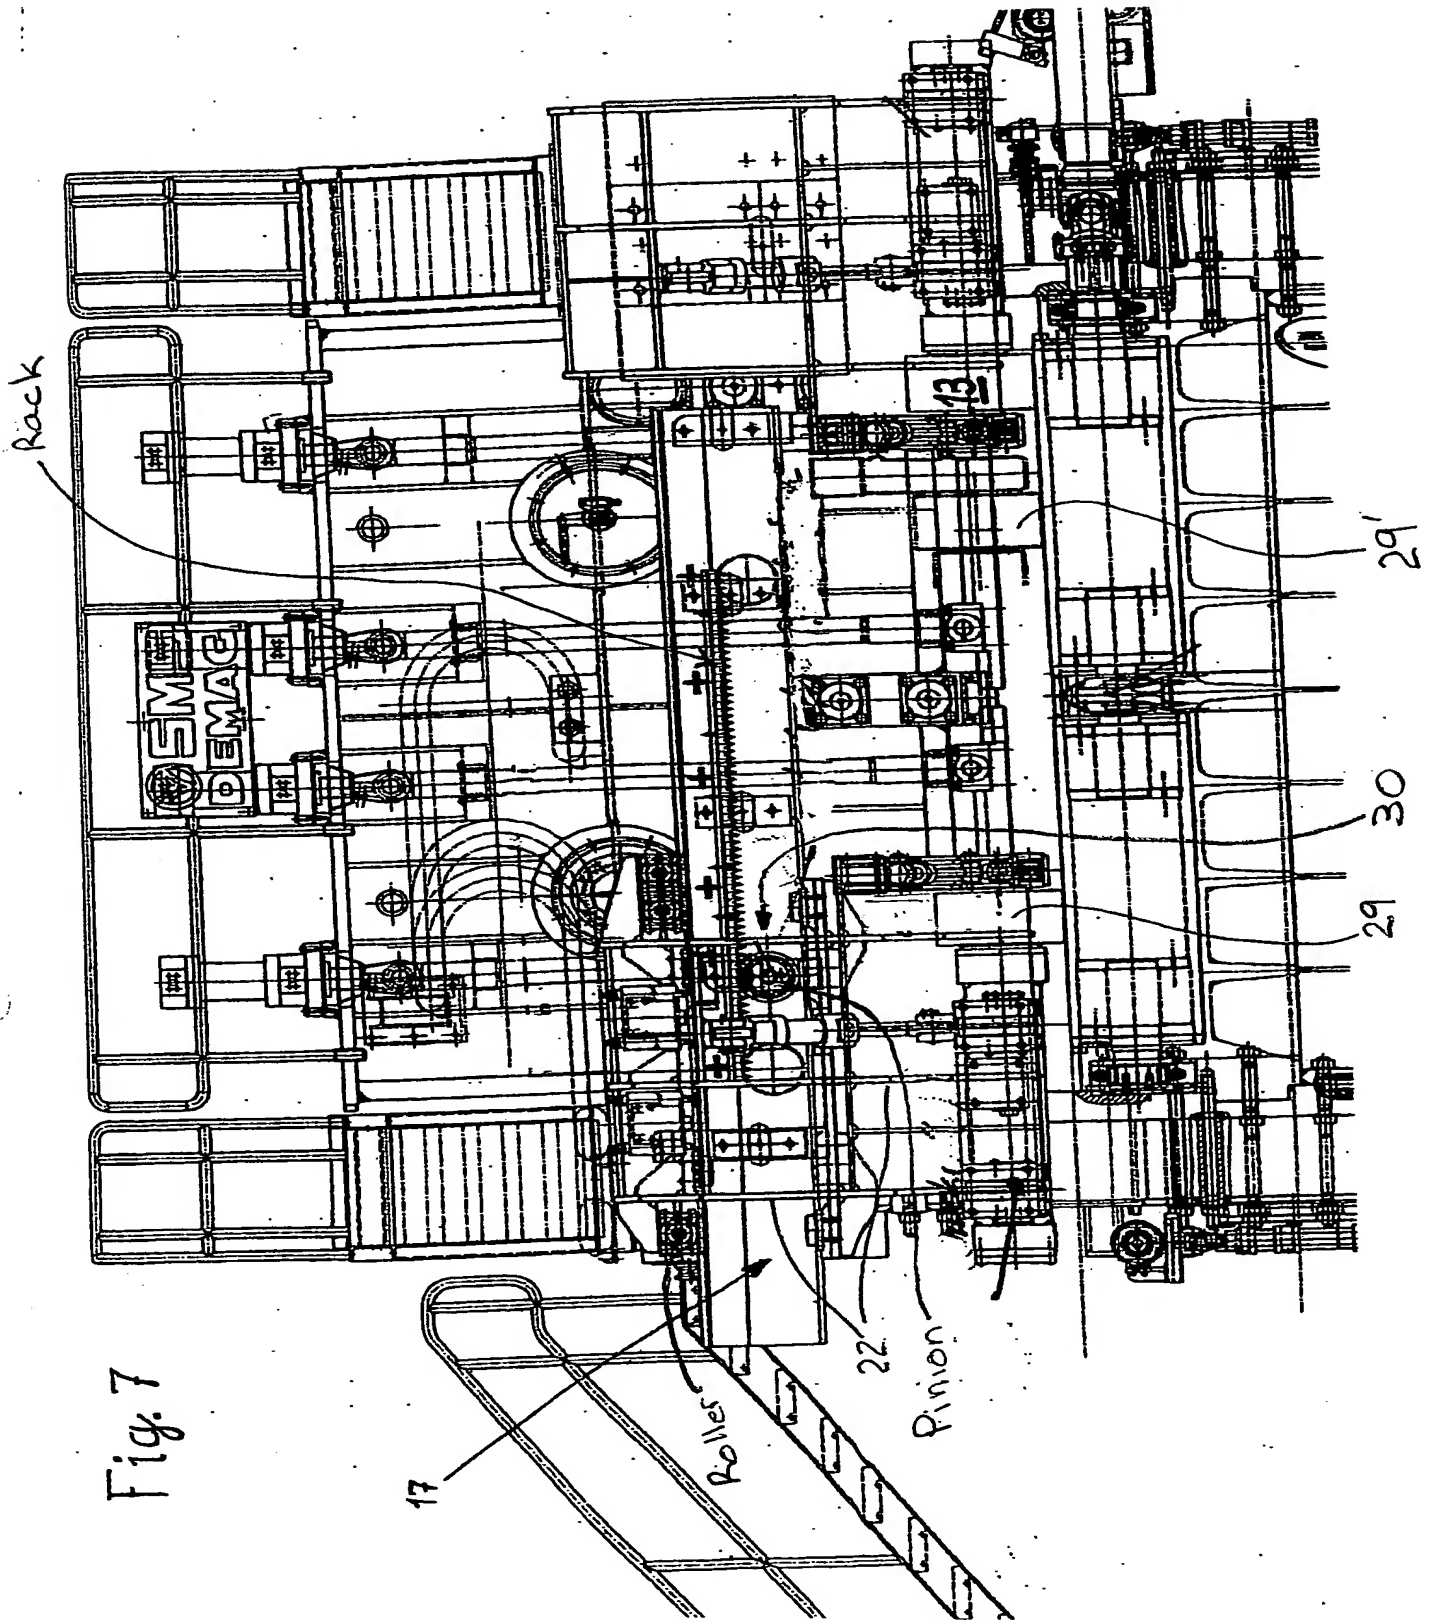 Fig. 7
17
Roller
Pinion
22
29
30
29'
13
Rack
SMS
DEMAG